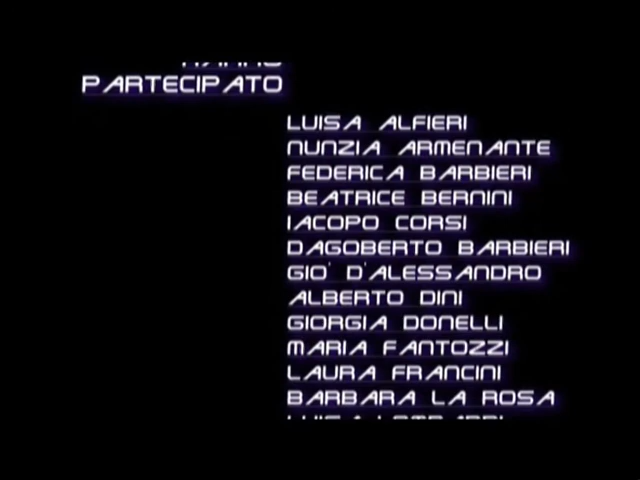 PARTECIPATO
LUISA ALFIERI
NUNZIA ARMENANTE
FEDERICA BARBIERI
BEATRICE BERNINI
IACOPO CORSI
DAGOBERTO BARBIERI
GIO' D'ALESSANDRO
ALBERTO DINI
GIORGIA DONELLI
MARIA FANTOZZI
LAURA FRANCINI
BARBARA LA ROSA